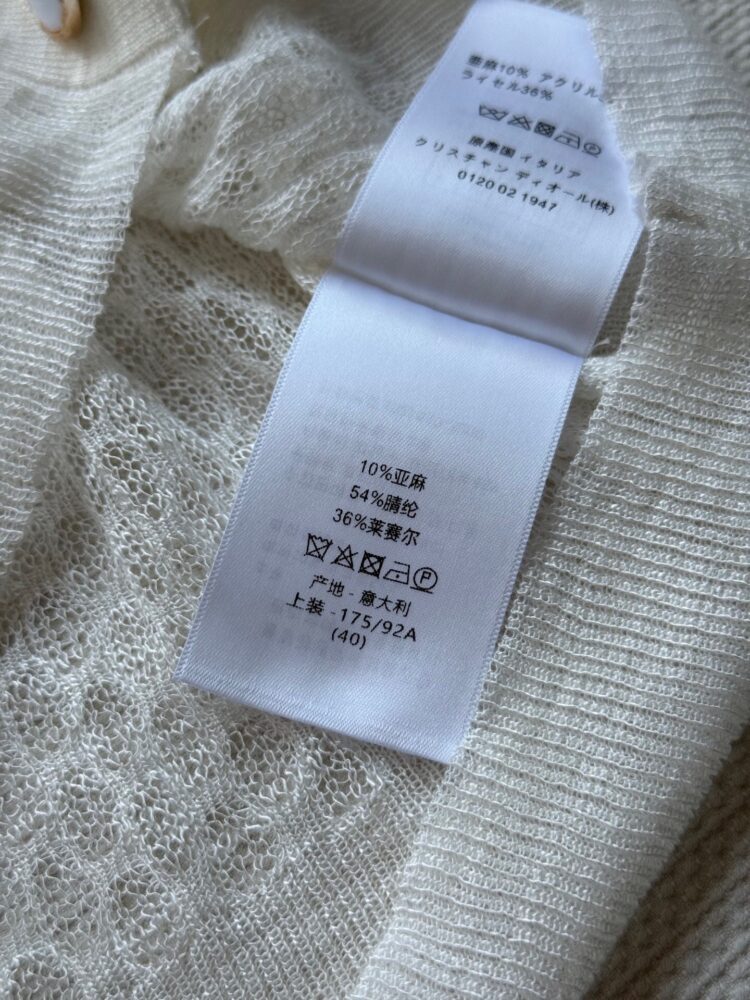 亜麻10% アクリル
ライセル36%
原産国 イタリア
クリスチャン ディオール(株)
0120 02 1947
10%亚麻
54%腈纶
36%莱赛尔
P
产地 - 意大利
上装 - 175/92A
(40)